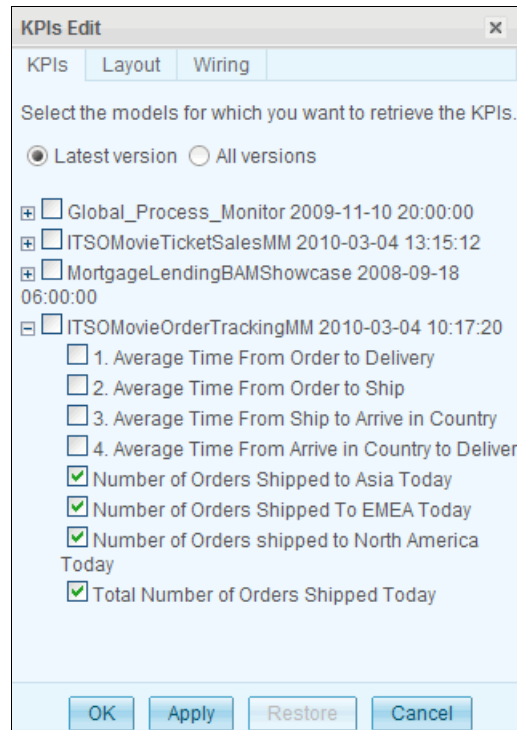 KPIs Edit
KPIs Layout Wiring
Select the models for which you want to retrieve the KPIs.
Latest version All versions
Global_Process_Monitor 2009-11-10 20:00:00
ITSOMovieTicketSalesMM 2010-03-04 13:15:12
MortgageLendingBAMShowcase 2008-09-18
06:00:00
ITSOMovieOrderTrackingMM 2010-03-04 10:17:20
1. Average Time From Order to Delivery
2. Average Time From Order to Ship
3. Average Time From Ship to Arrive in Country
4. Average Time From Arrive in Country to Deliver
Number of Orders Shipped to Asia Today
Number of Orders Shipped To EMEA Today
Number of Orders shipped to North America
Today
Total Number of Orders Shipped Today
OK Apply Restore Cancel